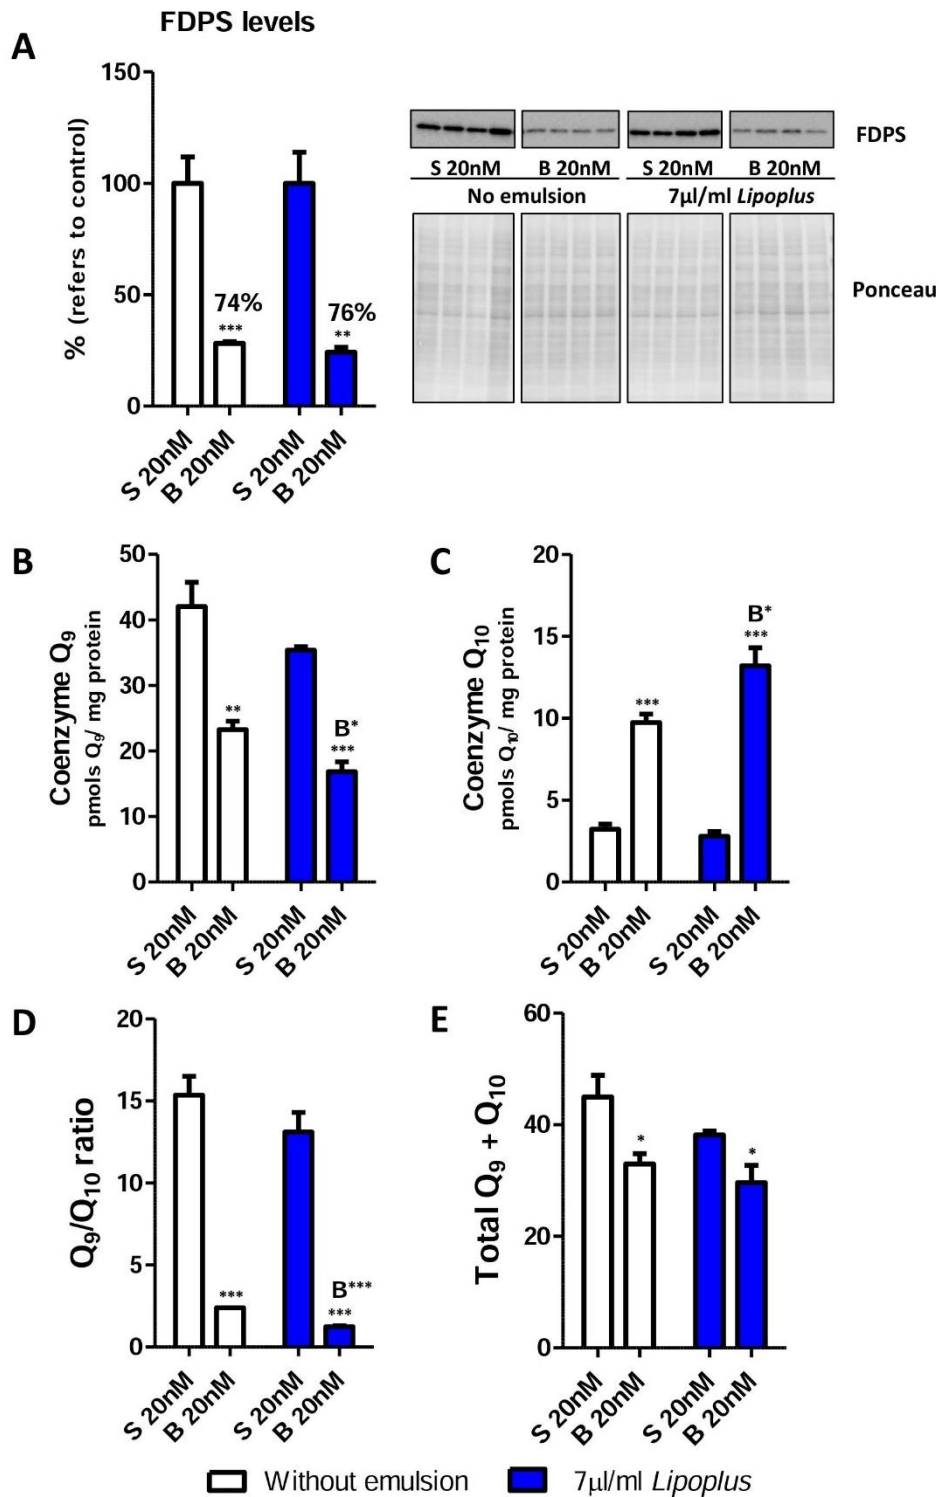 FDPS levels
A
% (refers to control)
150
100
50
0
74%
***
76%
**
S 20nM
B 20nM
S 20nM
B 20nM
FDPS
S 20nM B 20nM S 20nM B 20nM
No emulsion 7µl/ml Lipoplus
Ponceau
B
Coenzyme Q9
pmols Q9/ mg protein
50
40
30
20
10
0
**
B*
***
S 20nM
B 20nM
S 20nM
B 20nM
C
Coenzyme Q10
pmols Q10/ mg protein
20
15
10
5
0
***
B*
***
S 20nM
B 20nM
S 20nM
B 20nM
D
Q9/Q10 ratio
20
15
10
5
0
***
B***
***
S 20nM
B 20nM
S 20nM
B 20nM
E
Total Q9 + Q10
60
40
20
0
*
*
S 20nM
B 20nM
S 20nM
B 20nM
Without emulsion 7µl/ml Lipoplus